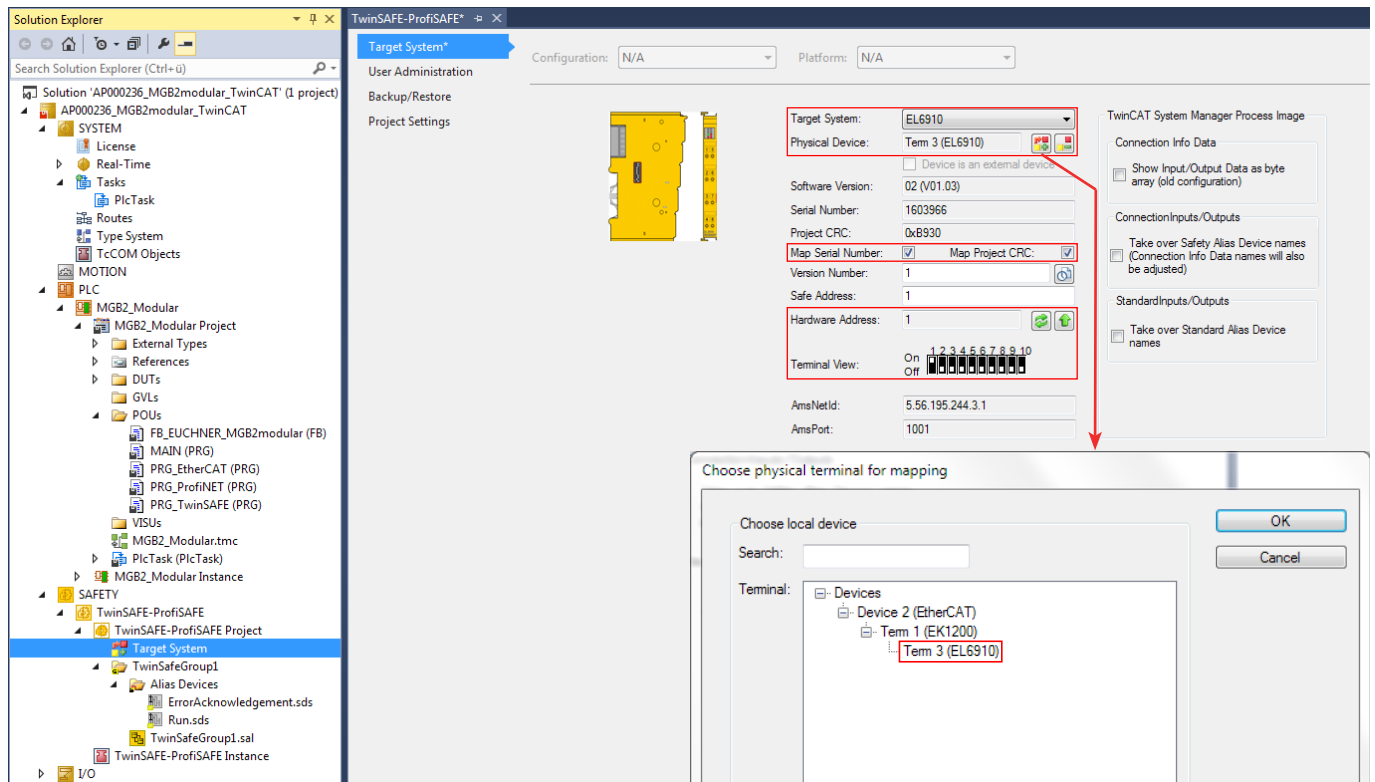 Solution Explorer
Search Solution Explorer (Ctrl+ü)
Solution 'AP000236_MGB2modular_TwinCAT' (1 project)
AP000236_MGB2modular_TwinCAT
SYSTEM
License
Real-Time
Tasks
PlcTask
Routes
Type System
TcCOM Objects
MOTION
PLC
MGB2_Modular
MGB2_Modular Project
External Types
References
DUTs
GVLs
POUs
FB_EUCHNER_MGB2modular (FB)
MAIN (PRG)
PRG_EtherCAT (PRG)
PRG_ProfiNET (PRG)
PRG_TwinSAFE (PRG)
VISUs
MGB2_Modular.tmc
PlcTask (PlcTask)
MGB2_Modular Instance
SAFETY
TwinSAFE-ProfiSAFE
TwinSAFE-ProfiSAFE Project
Target System
TwinSafeGroup1
Alias Devices
ErrorAcknowledgement.sds
Run.sds
TwinSafeGroup1.sal
TwinSAFE-ProfiSAFE Instance
I/O
TwinSAFE-ProfiSAFE*
Target System*
User Administration
Backup/Restore
Project Settings
Configuration: N/A Platform: N/A
Target System: EL6910
Physical Device: Term 3 (EL6910)
Device is an external device
Software Version: 02 (V01.03)
Serial Number: 1603966
Project CRC: 0xB930
Map Serial Number: Map Project CRC:
Version Number: 1
Safe Address: 1
Hardware Address: 1
1 2 3 4 5 6 7 8 9 10
Terminal View: On
Off
AmsNetId: 5.56.195.244.3.1
AmsPort: 1001
TwinCAT System Manager Process Image
Connection Info Data
Show Input/Output Data as byte
array (old configuration)
ConnectionInputs/Outputs
Take over Safety Alias Device names
(Connection Info Data names will also
be adjusted)
StandardInputs/Outputs
Take over Standard Alias Device
names
Choose physical terminal for mapping
Choose local device
Search:
Terminal:
Devices
Device 2 (EtherCAT)
Term 1 (EK1200)
Term 3 (EL6910)
OK
Cancel